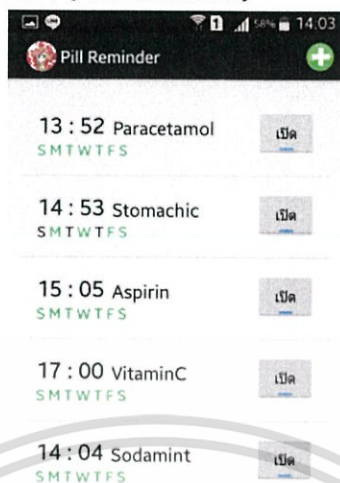 58% 14.03
Pill Reminder
13 : 52 Paracetamol
เปิด
SMTWTFS
14 : 53 Stomachic
เปิด
SMTWTFS
15 : 05 Aspirin
เปิด
SMTWTFS
17 : 00 VitaminC
เปิด
SMTWTFS
14 : 04 Sodamint
เปิด
SMTWTFS